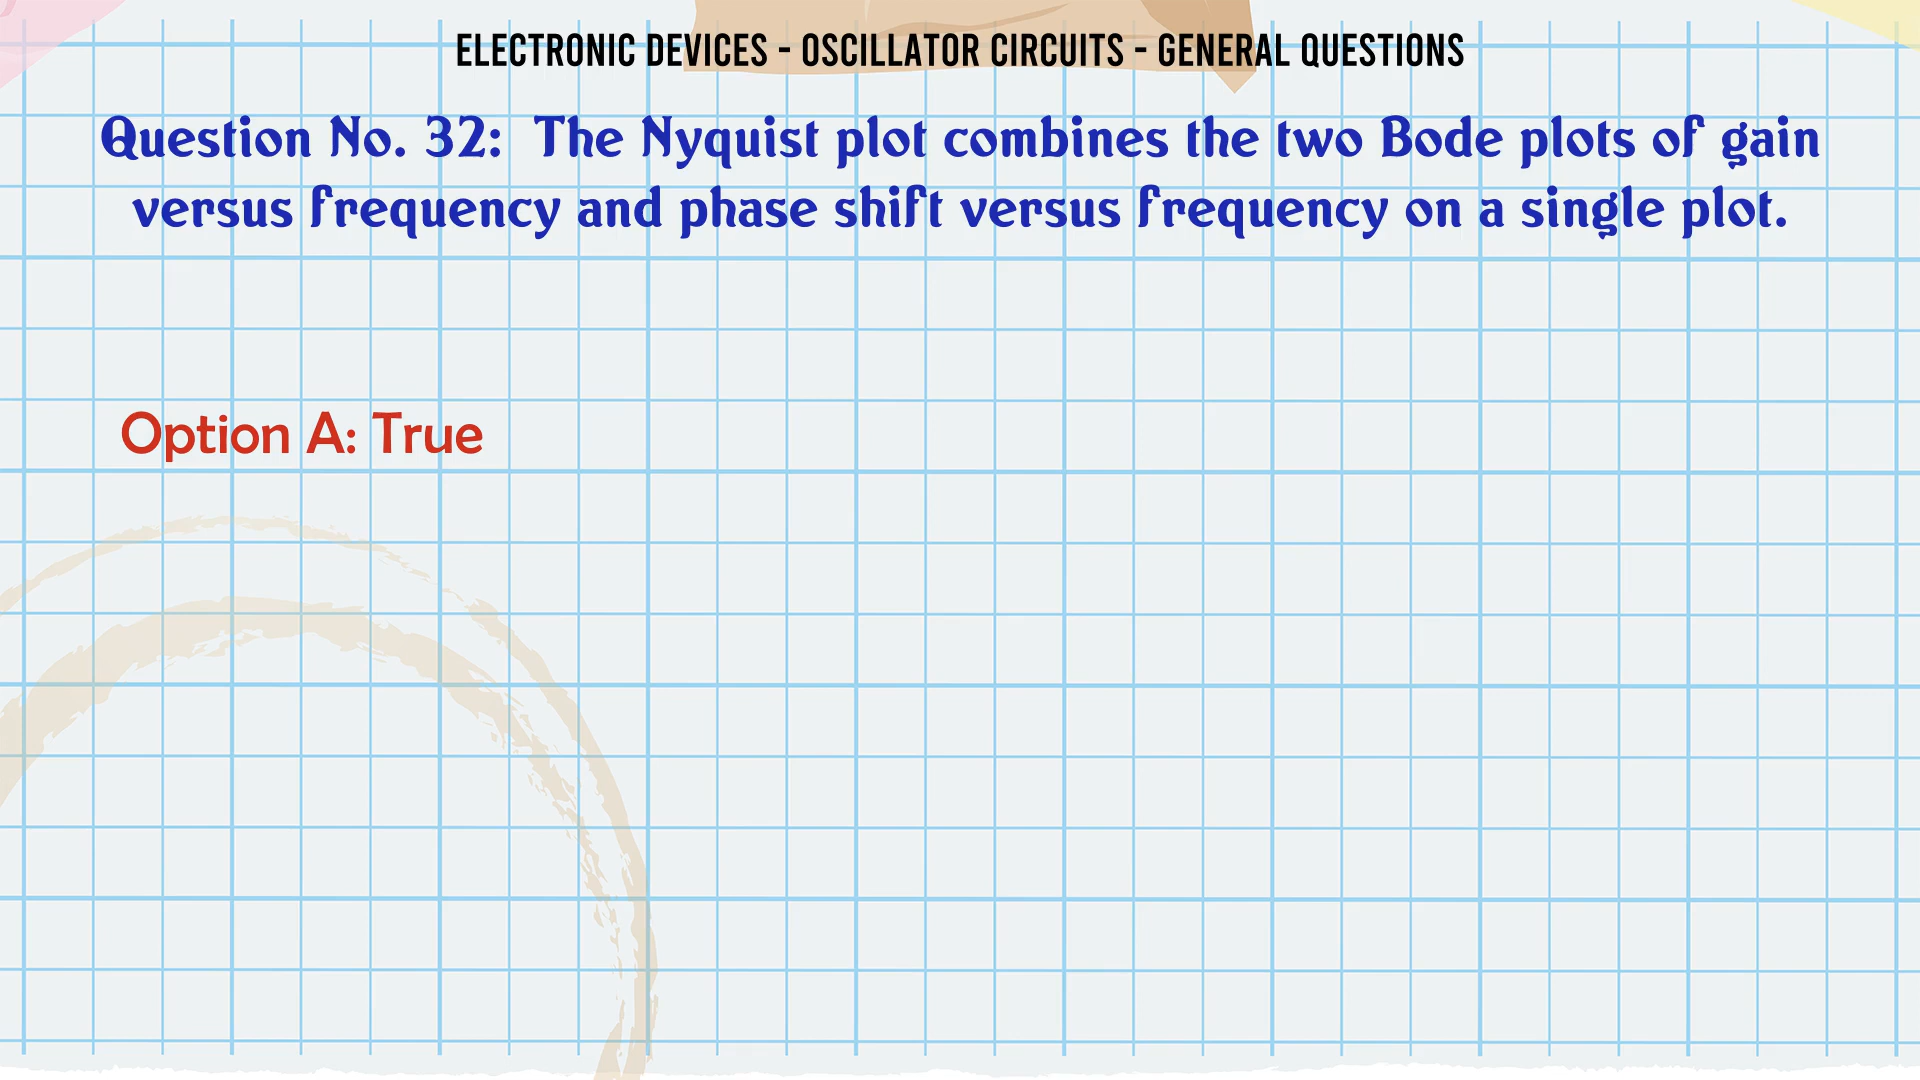 ELECTRONIC DEVICES - OSCILLATOR CIRCUITS - GENERAL QUESTIONS
Question No. 32: The Nyquist plot combines the two Bode plots of gain
versus frequency and phase shift versus frequency on a single plot.
Option A: True